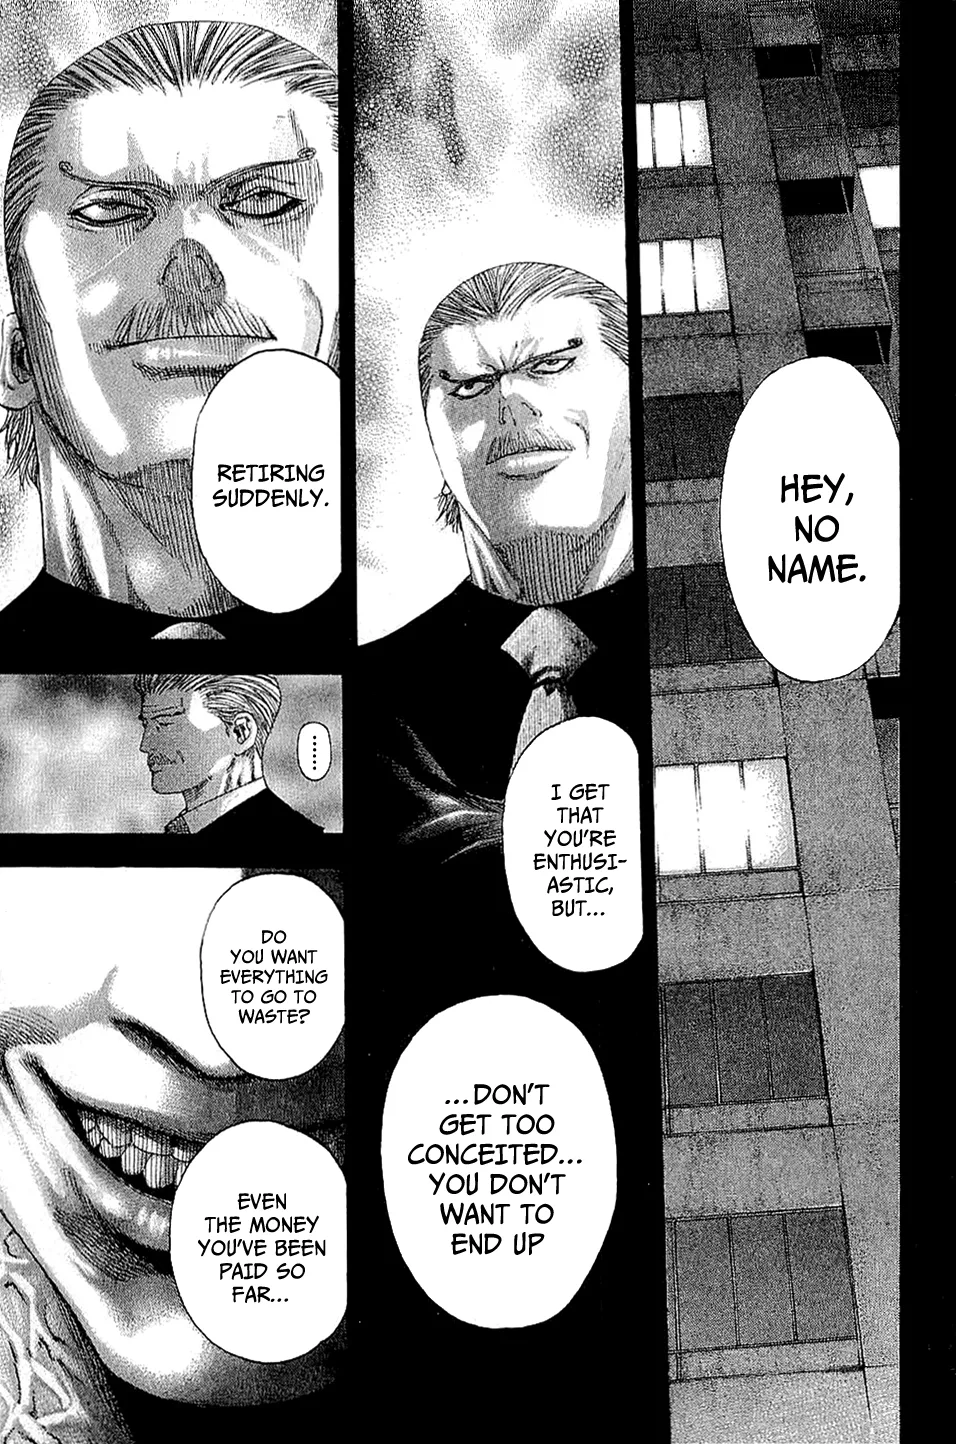 HEY,
NO
NAME.
I GET
THAT
YOU'RE
ENTHUSI-
ASTIC,
BUT...
...DON'T
GET TOO
CONCEITED...
YOU DON'T
WANT TO
END UP
RETIRING
SUDDENLY.
......
DO
YOU WANT
EVERYTHING
TO GO TO
WASTE?
EVEN
THE MONEY
YOU'VE BEEN
PAID SO
FAR...